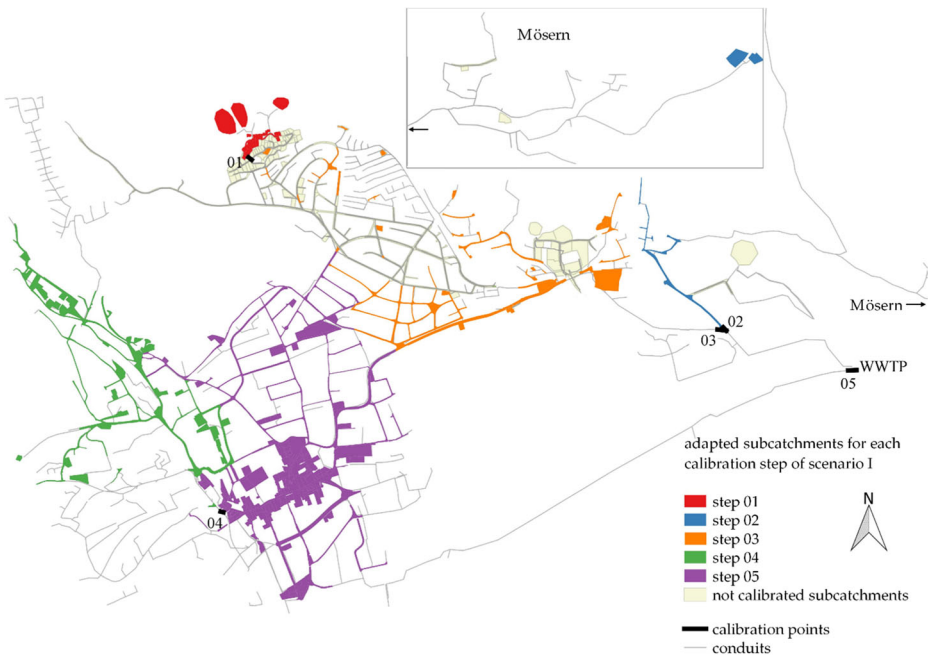 Mösern
01
02
03
Mösern
WWTP
05
04
adapted subcatchments for each
calibration step of scenario I
step 01
step 02
step 03
step 04
step 05
not calibrated subcatchments
calibration points
conduits
N